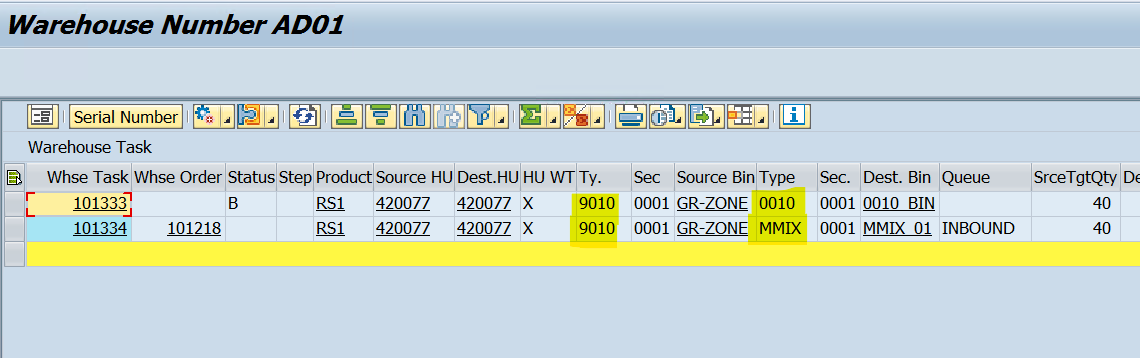 Warehouse Number AD01
Serial Number
Warehouse Task
Whse Task Whse Order Status Step Product Source HU Dest.HU HU WT Ty. Sec Source Bin Type Sec. Dest. Bin Queue SrceTgtQty De
101333 B RS1 420077 420077 X 9010 0001 GR-ZONE 0010 0001 0010_BIN 40
101334 101218 RS1 420077 420077 X 9010 0001 GR-ZONE MMIX 0001 MMIX_01 INBOUND 40